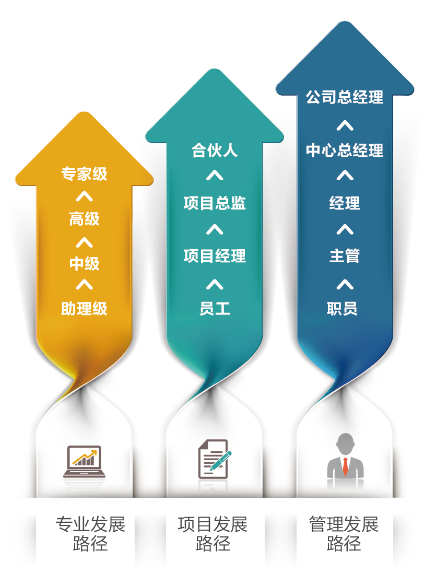 专家级
高级
中级
助理级
专业发展
路径
合伙人
项目总监
项目经理
员工
项目发展
路径
公司总经理
中心总经理
经理
主管
职员
管理发展
路径